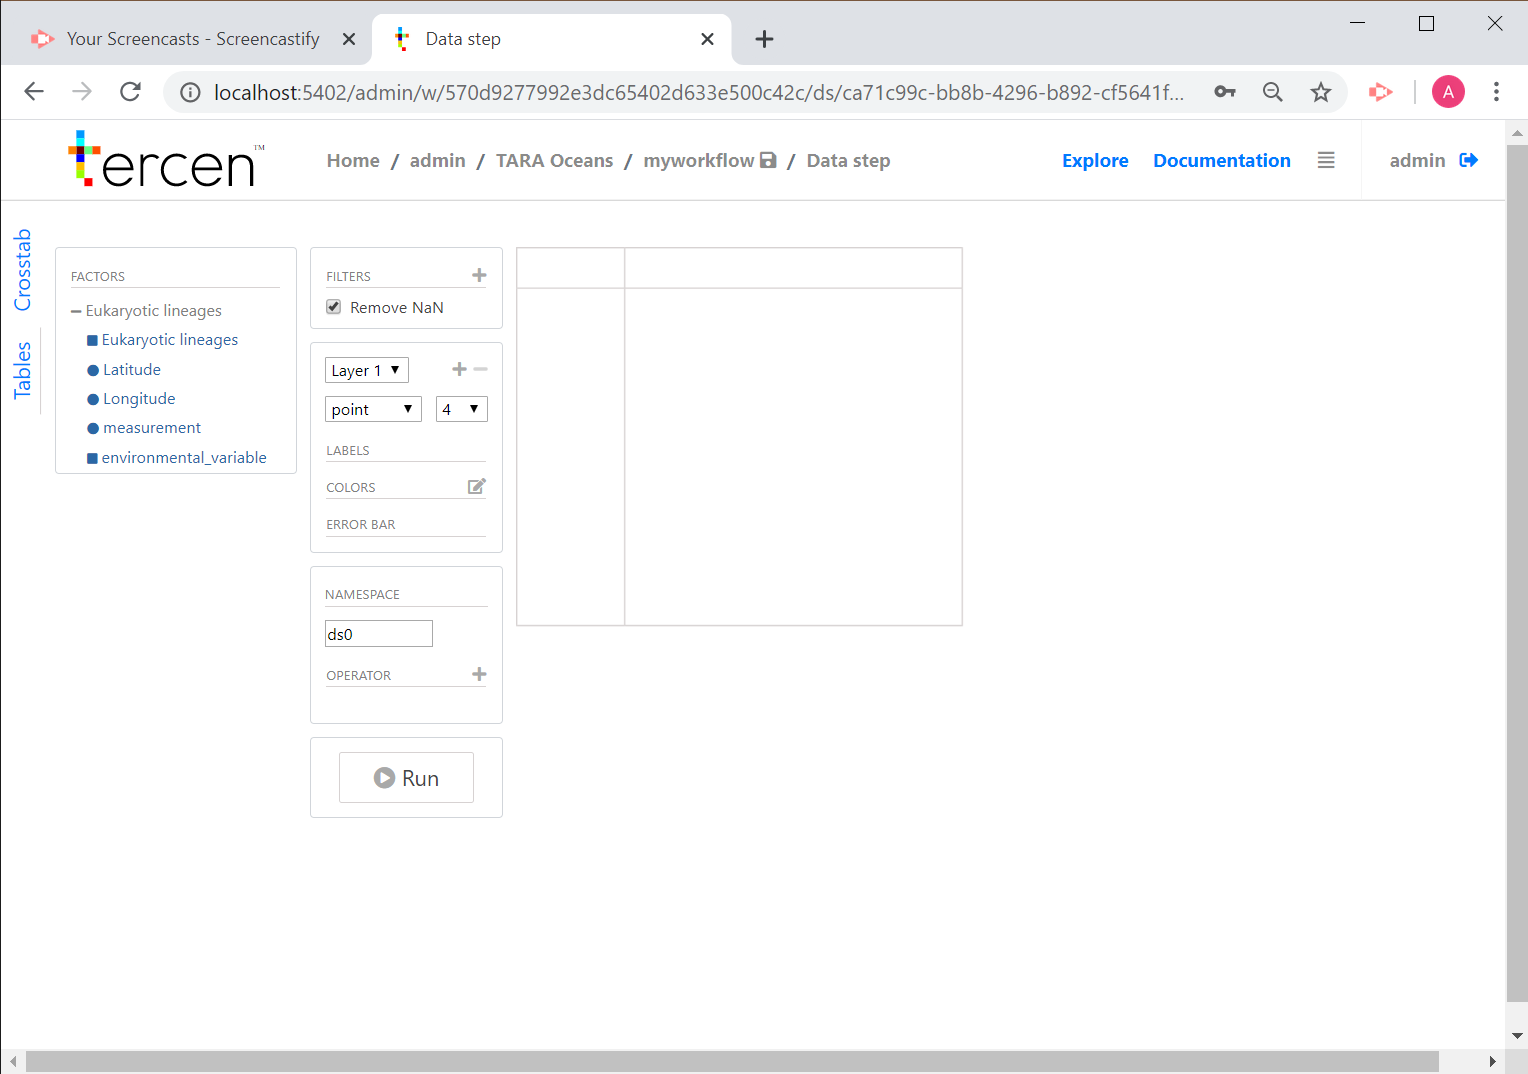 Your Screencasts - Screencastify
Data step
localhost:5402/admin/w/570d9277992e3dc65402d633e500c42c/ds/ca71c99c-bb8b-4296-b892-cf5641f...
A
tercen™
Home / admin / TARA Oceans / myworkflow / Data step
Explore
Documentation
admin
Crosstab
Tables
FACTORS
Eukaryotic lineages
Eukaryotic lineages
Latitude
Longitude
measurement
environmental_variable
FILTERS
Remove NaN
Layer 1
point
4
LABELS
COLORS
ERROR BAR
NAMESPACE
ds0
OPERATOR
Run